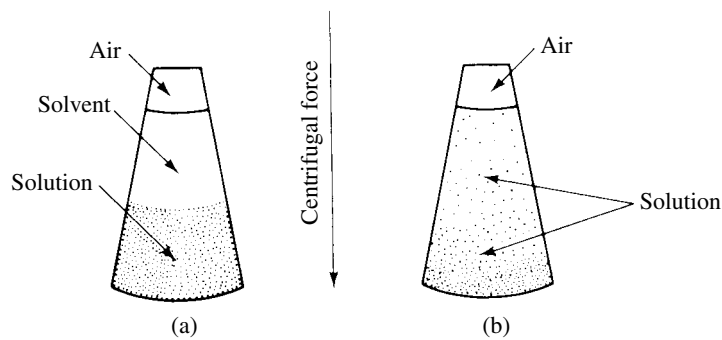 Air
Solvent
Solution
(a)
Centrifugal force
Air
Solution
(b)